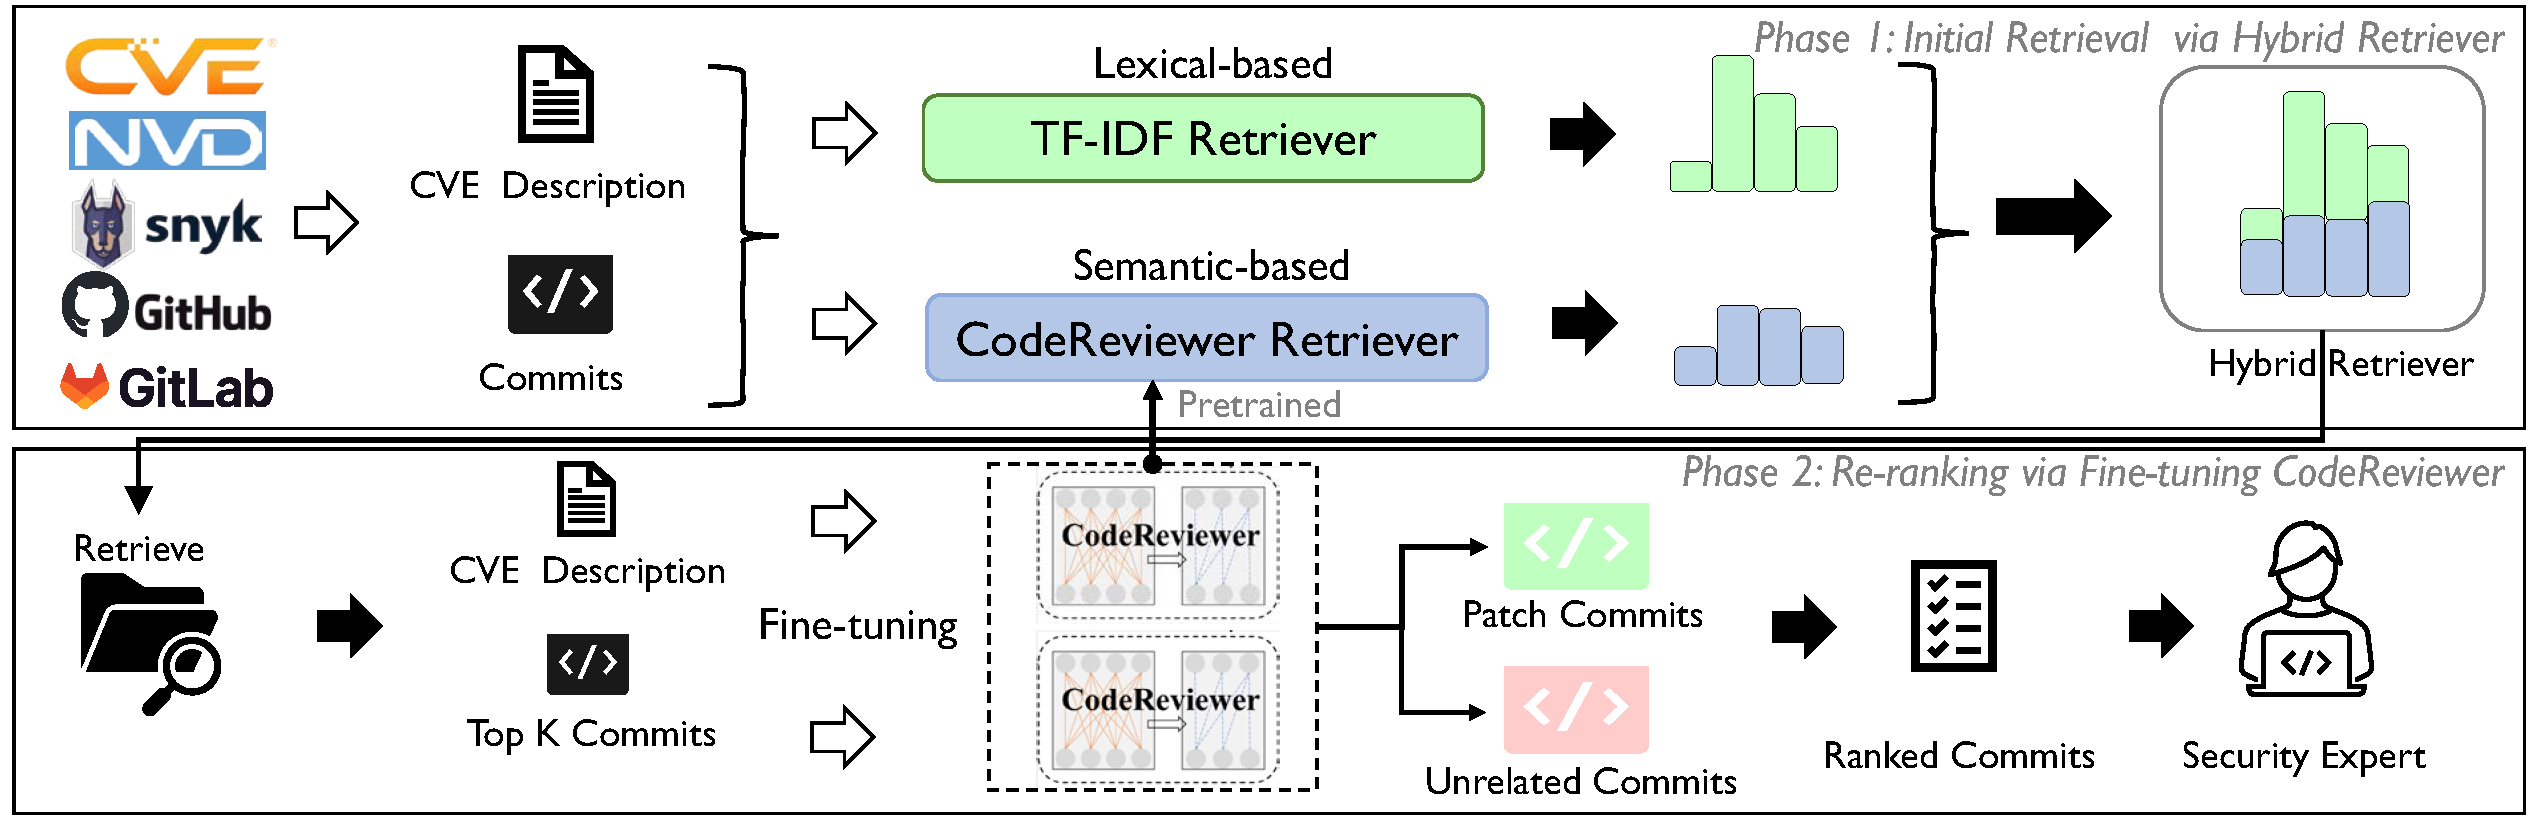 Phase 1: Initial Retrieval via Hybrid Retriever
CVE®
NVD
snyk
GitHub
GitLab
CVE Description
</>
Commits
Lexical-based
TF-IDF Retriever
Semantic-based
CodeReviewer Retriever
Pretrained
Hybrid Retriever
Phase 2: Re-ranking via Fine-tuning CodeReviewer
Retrieve
CVE Description
</>
Top K Commits
Fine-tuning
CodeReviewer
CodeReviewer
</>
Patch Commits
</>
Unrelated Commits
Ranked Commits
</>
Security Expert